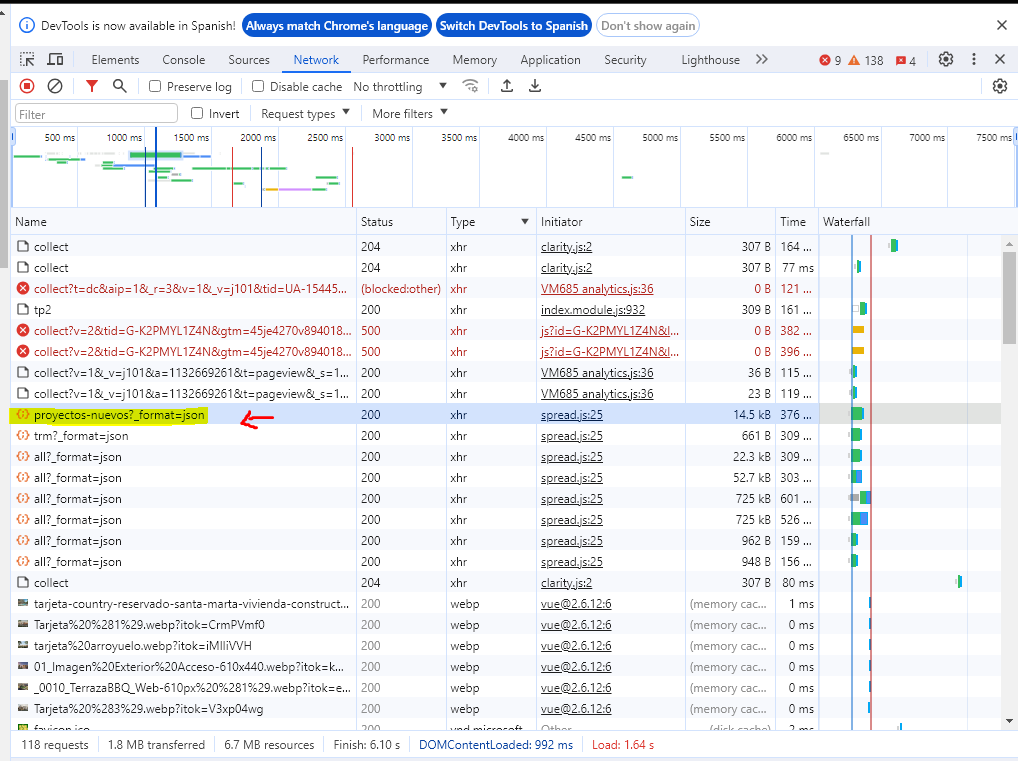 DevTools is now available in Spanish! Always match Chrome's language Switch DevTools to Spanish Don't show again
Elements Console Sources Network Performance Memory Application Security Lighthouse 9 138 4
Preserve log Disable cache No throttling
Filter Invert Request types More filters
500 ms 1000 ms 1500 ms 2000 ms 2500 ms 3000 ms 3500 ms 4000 ms 4500 ms 5000 ms 5500 ms 6000 ms 6500 ms 7000 ms 7500 ms
Name Status Type Initiator Size Time Waterfall
collect 204 xhr clarity.js:2 307 B 164 ...
collect 204 xhr clarity.js:2 307 B 77 ms
collect?t=dc&aip=1&_r=3&v=1&_v=j101&tid=UA-15445... (blocked:other) xhr VM685 analytics.js:36 0 B 121 ...
tp2 200 xhr index.module.js:932 309 B 161 ...
collect?v=2&tid=G-K2PMYL1Z4N&gtm=45je4270v894018... 500 xhr js?id=G-K2PMYL1Z4N&l... 0 B 382 ...
collect?v=2&tid=G-K2PMYL1Z4N&gtm=45je4270v894018... 500 xhr js?id=G-K2PMYL1Z4N&l... 0 B 396 ...
collect?v=1&_v=j101&a=1132669261&t=pageview&_s=1... 200 xhr VM685 analytics.js:36 36 B 115 ...
collect?v=1&_v=j101&a=1132669261&t=pageview&_s=1... 200 xhr VM685 analytics.js:36 23 B 119 ...
proyectos-nuevos?_format=json 200 xhr spread.js:25 14.5 kB 376 ...
trm?_format=json 200 xhr spread.js:25 661 B 309 ...
all?_format=json 200 xhr spread.js:25 22.3 kB 309 ...
all?_format=json 200 xhr spread.js:25 52.7 kB 303 ...
all?_format=json 200 xhr spread.js:25 725 kB 601 ...
all?_format=json 200 xhr spread.js:25 725 kB 526 ...
all?_format=json 200 xhr spread.js:25 962 B 159 ...
all?_format=json 200 xhr spread.js:25 948 B 156 ...
collect 204 xhr clarity.js:2 307 B 80 ms
tarjeta-country-reservado-santa-marta-vivienda-construct... 200 webp vue@2.6.12:6 (memory cac... 1 ms
Tarjeta%20%281%29.webp?itok=CrmPVmf0 200 webp vue@2.6.12:6 (memory cac... 0 ms
tarjeta%20arroyuelo.webp?itok=iMIIiVVH 200 webp vue@2.6.12:6 (memory cac... 0 ms
01_Imagen%20Exterior%20Acceso-610x440.webp?itok=k... 200 webp vue@2.6.12:6 (memory cac... 0 ms
_0010_TerrazaBBQ_Web-610px%20%281%29.webp?itok=e... 200 webp vue@2.6.12:6 (memory cac... 0 ms
Tarjeta%20%283%29.webp?itok=V3xp04wg 200 webp vue@2.6.12:6 (memory cac... 0 ms
favicon.ico 200 vnd.microsoft... Other (disk cache) 2 ms
118 requests 1.8 MB transferred 6.7 MB resources Finish: 6.10 s DOMContentLoaded: 992 ms Load: 1.64 s